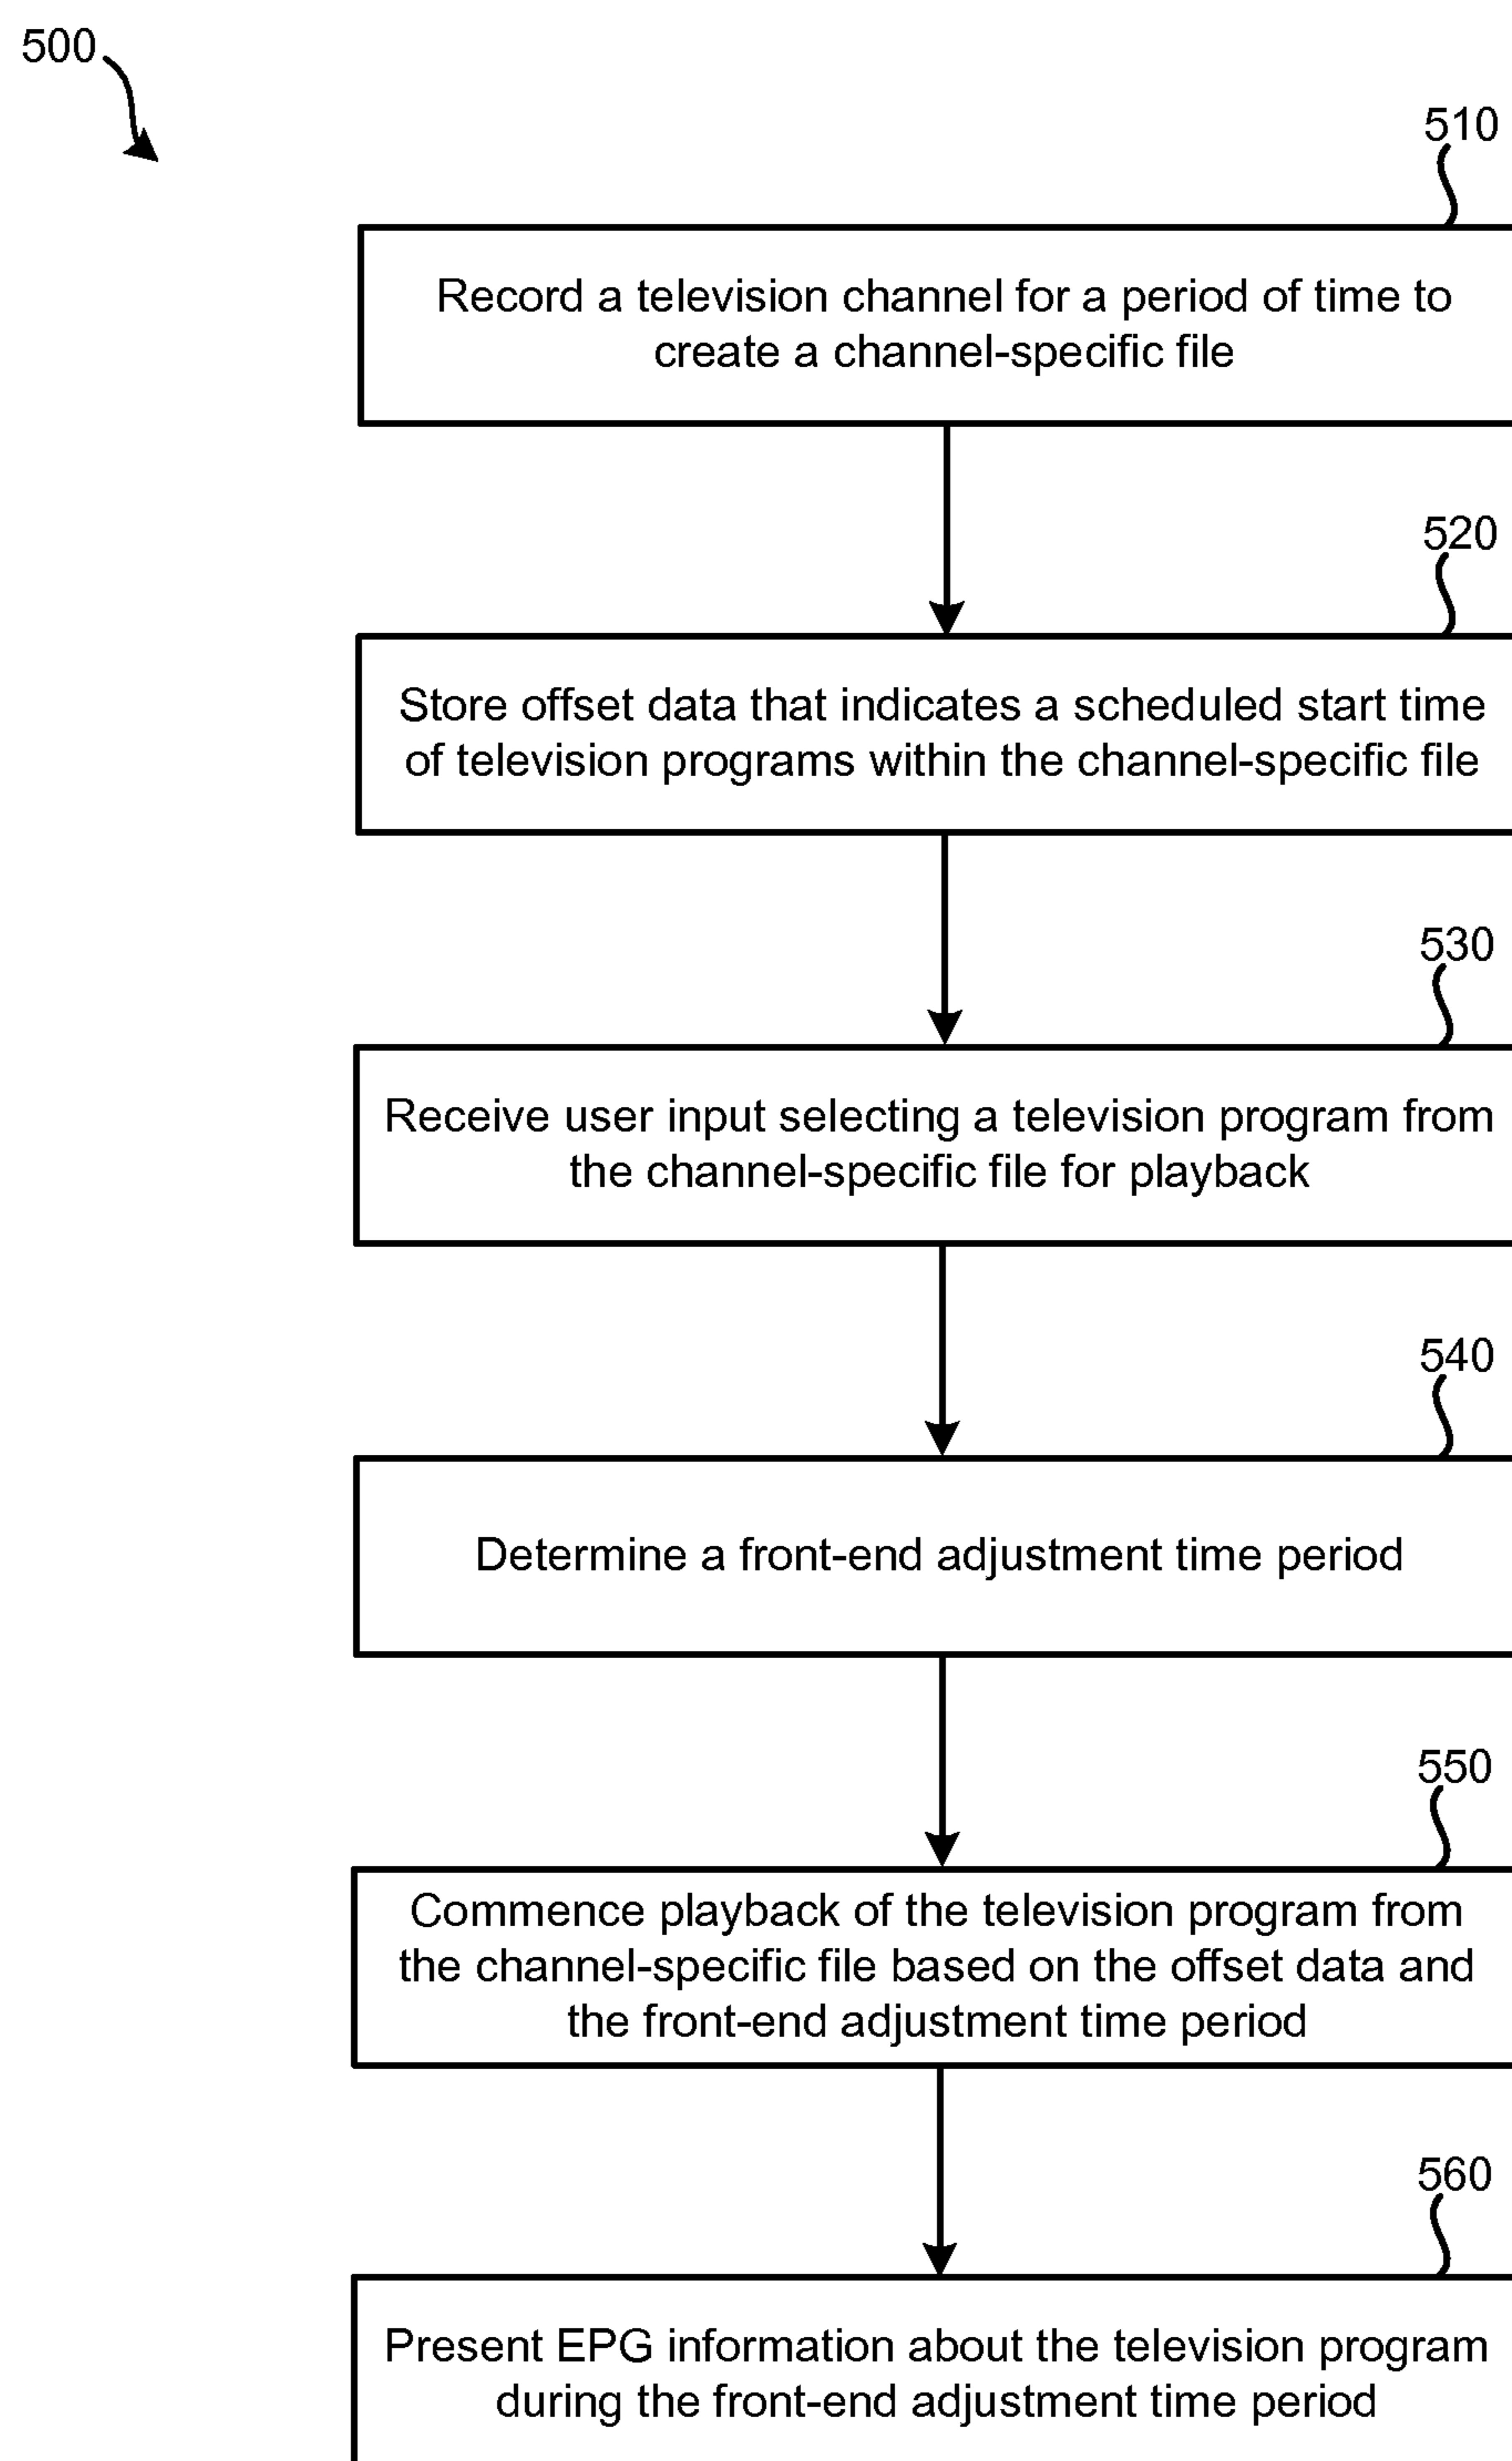 500
510
Record a television channel for a period of time to
create a channel-specific file
520
Store offset data that indicates a scheduled start time
of television programs within the channel-specific file
530
Receive user input selecting a television program from
the channel-specific file for playback
540
Determine a front-end adjustment time period
550
Commence playback of the television program from
the channel-specific file based on the offset data and
the front-end adjustment time period
560
Present EPG information about the television program
during the front-end adjustment time period